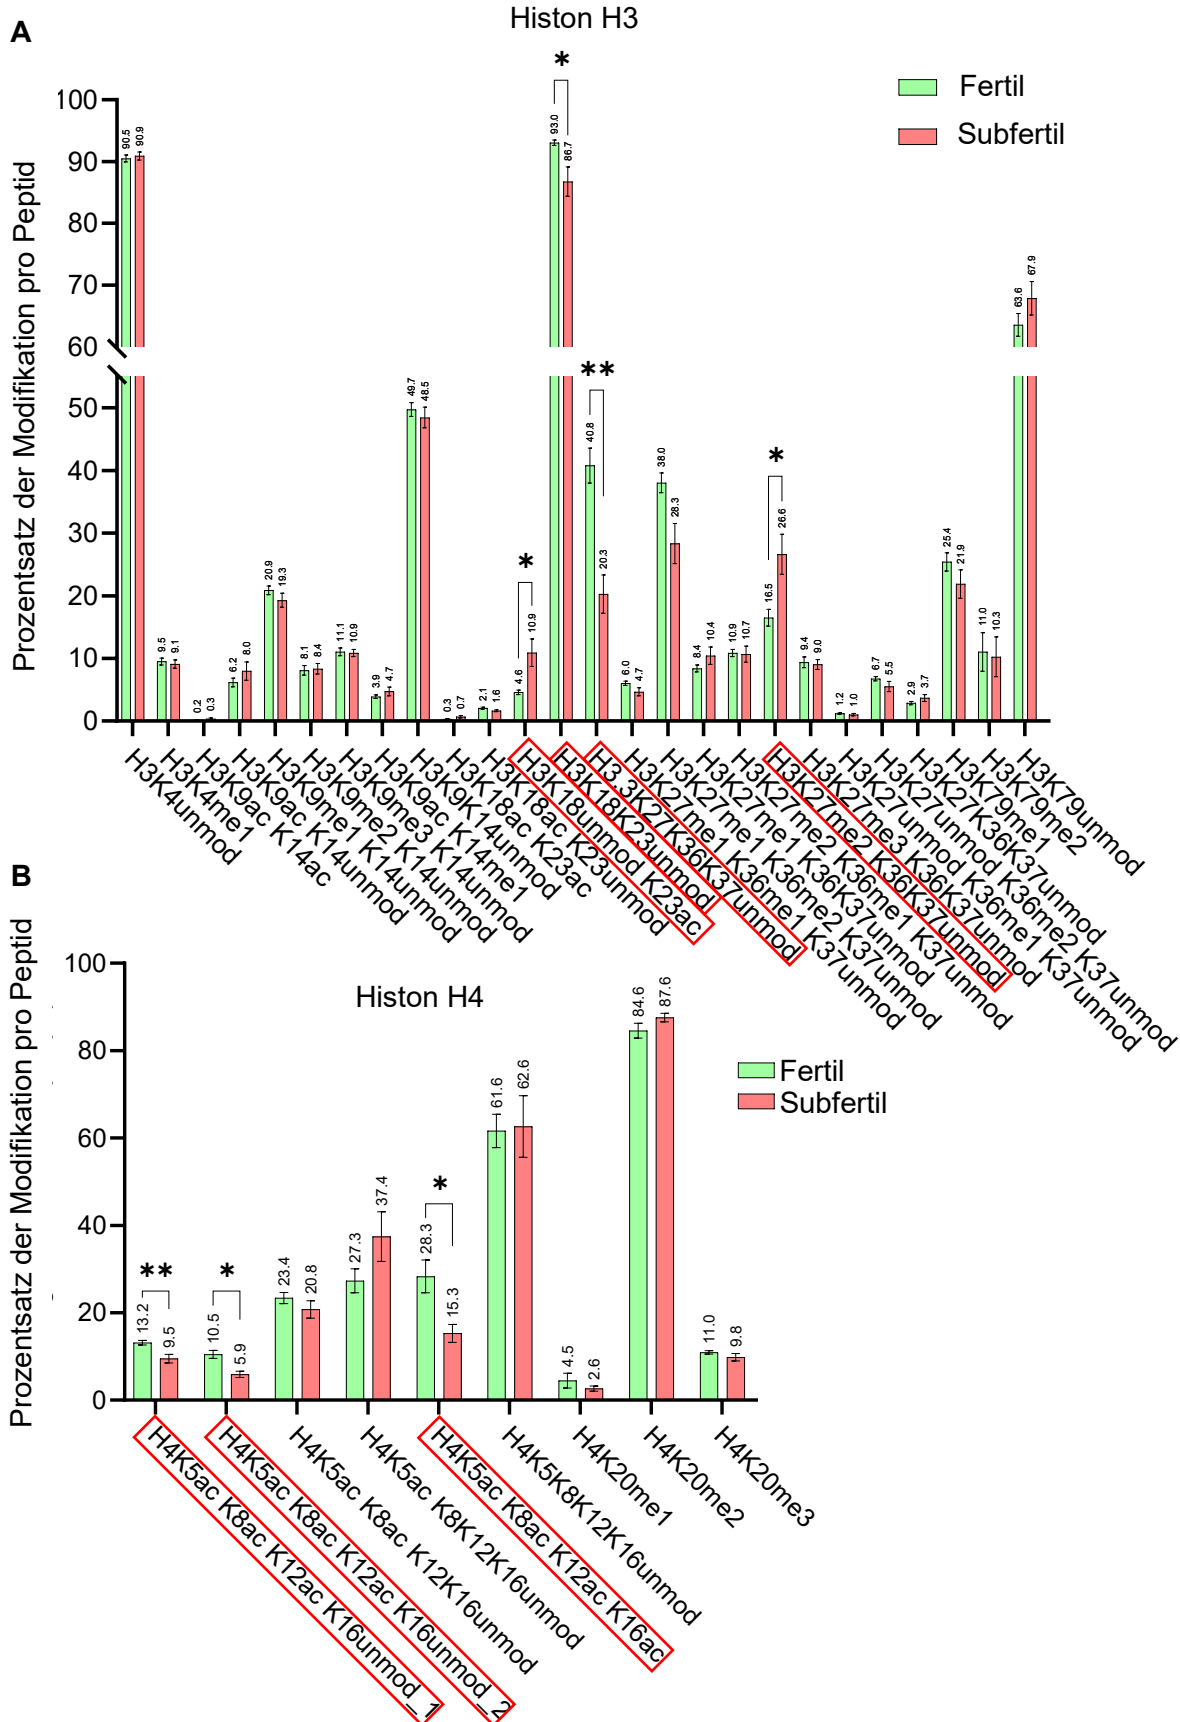 A
Histon H3
Fertil
Subfertil
Prozentsatz der Modifikation pro Peptid
100
90
80
70
60
50
40
30
20
10
0
90.5
90.9
9.5
9.1
0.2
0.3
6.2
8.0
20.9
19.3
8.1
8.4
11.1
10.9
3.9
4.7
49.7
48.5
0.3
0.7
2.1
1.6
*
4.6
10.9
*
93.0
86.7
**
40.8
20.3
6.0
4.7
38.0
28.3
8.4
10.4
10.9
10.7
*
16.5
26.6
9.4
9.0
1.2
1.0
6.7
5.5
2.9
3.7
25.4
21.9
11.0
10.3
63.6
67.9
H3K4unmod
H3K4me1
H3K9ac K14ac
H3K9ac K14unmod
H3K9me1 K14unmod
H3K9me2 K14unmod
H3K9me3 K14unmod
H3K9ac K14me1
H3K9K14unmod
H3K18ac K23ac
H3K18ac K23unmod
H3K18unmod K23ac
H3K18K23unmod
H3.3K27K36K37unmod
H3K27me1 K36me1 K37unmod
H3K27me1 K36me2 K37unmod
H3K27me1 K36K37unmod
H3K27me2 K36me1 K37unmod
H3K27me2 K36K37unmod
H3K27me3 K36K37unmod
H3K27unmod K36me1 K37unmod
H3K27unmod K36me2 K37unmod
H3K27K36K37unmod
H3K79me1
H3K79me2
H3K79unmod
B
Histon H4
Fertil
Subfertil
Prozentsatz der Modifikation pro Peptid
100
80
60
40
20
0
**
13.2
9.5
*
10.5
5.9
23.4
20.8
27.3
37.4
*
28.3
15.3
61.6
62.6
4.5
2.6
84.6
87.6
11.0
9.8
H4K5ac K8ac K12ac K16unmod_1
H4K5ac K8ac K12ac K16unmod_2
H4K5ac K8ac K12K16unmod
H4K5ac K8K12K16unmod
H4K5ac K8ac K12ac K16ac
H4K5K8K12K16unmod
H4K20me1
H4K20me2
H4K20me3